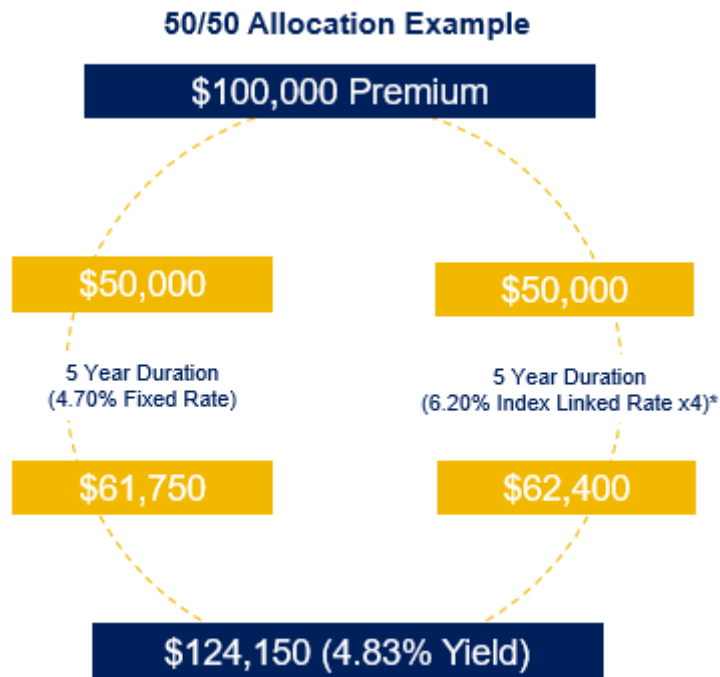 50/50 Allocation Example
$100,000 Premium
$50,000
5 Year Duration
(4.70% Fixed Rate)
$61,750
$50,000
5 Year Duration
(6.20% Index Linked Rate x4)*
$62,400
$124,150 (4.83% Yield)